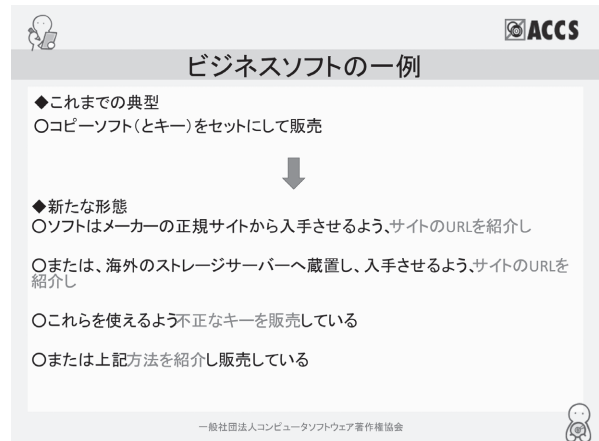 ACCS
ビジネスソフトの一例
◆これまでの典型
○コピーソフト(とキー)をセットにして販売
◆新たな形態
○ソフトはメーカーの正規サイトから入手させるよう、サイトのURLを紹介し
○または、海外のストレージサーバーへ蔵置し、入手させるよう、サイトのURLを
紹介し
○これらを使えるよう不正なキーを販売している
○または上記方法を紹介し販売している
一般社団法人コンピュータソフトウェア著作権協会